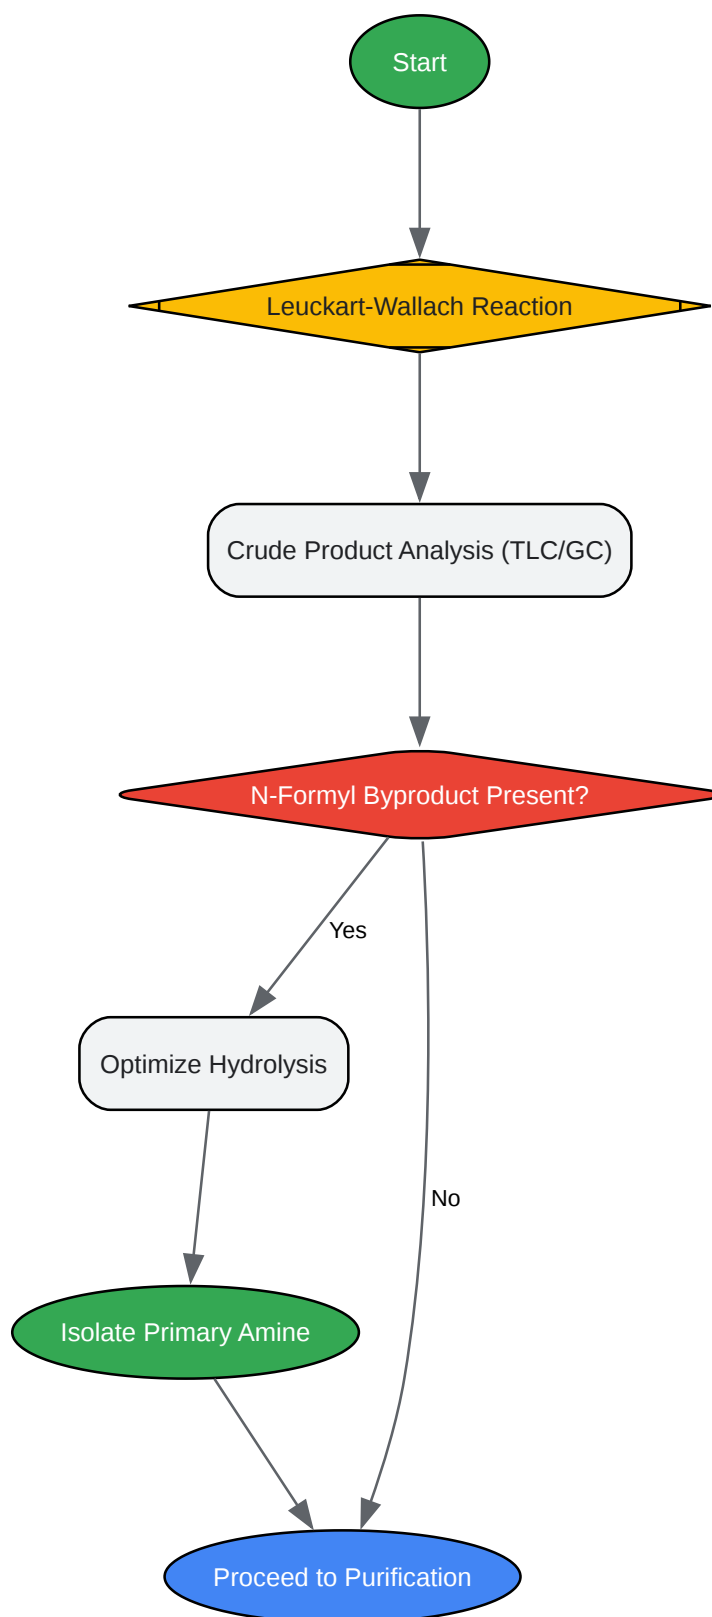 Start
Leuckart-Wallach Reaction
Crude Product Analysis (TLC/GC)
N-Formyl Byproduct Present?
Yes
Optimize Hydrolysis
No
Isolate Primary Amine
Proceed to Purification